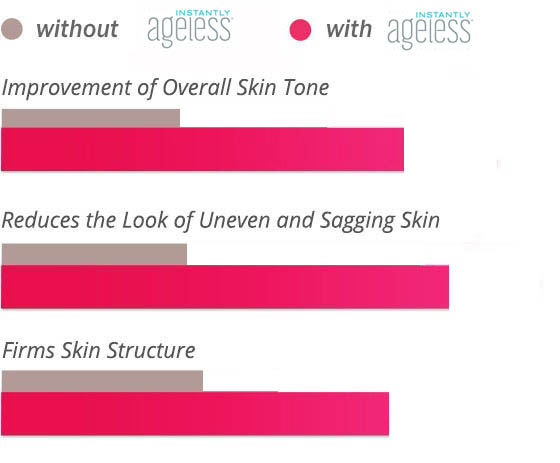 without INSTANTLY ageless with INSTANTLY ageless
Improvement of Overall Skin Tone
Reduces the Look of Uneven and Sagging Skin
Firms Skin Structure